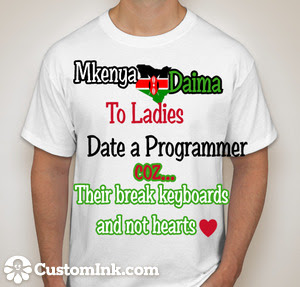 Mkenya Daima
To Ladies
Date a Programmer
COZ...
Their break keyboards
and not hearts
CustomInk.com